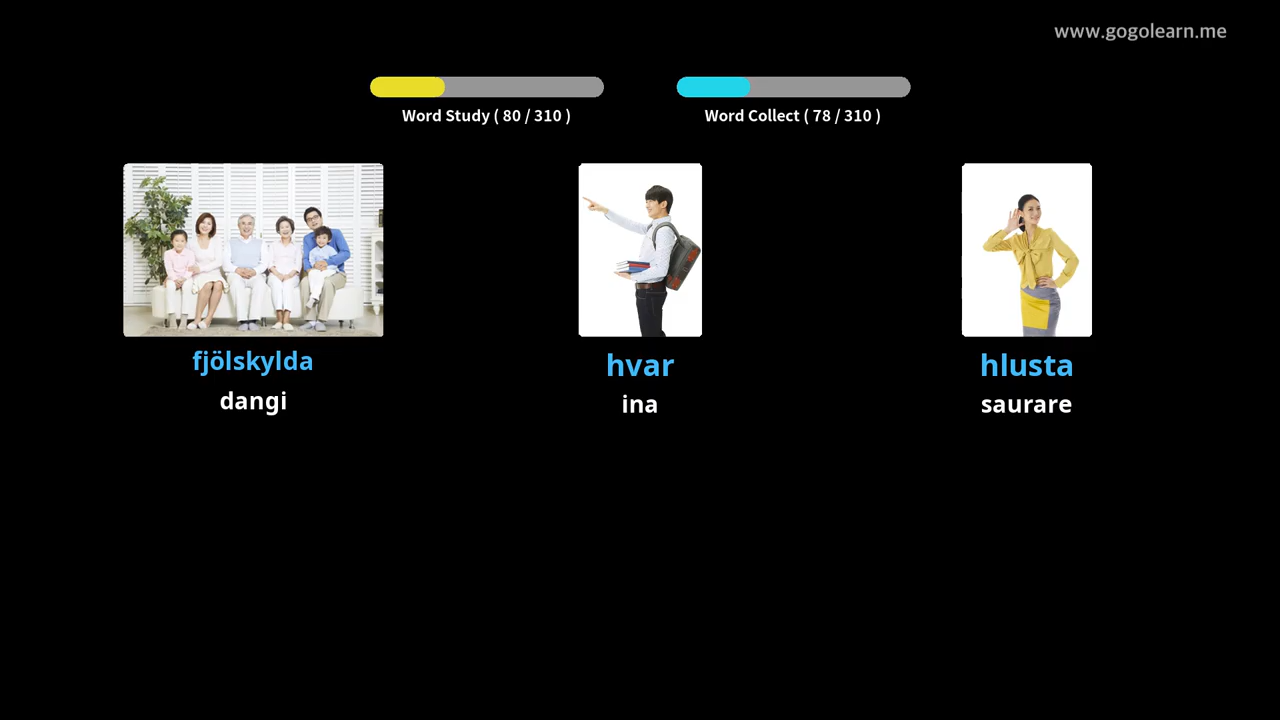 www.gogolearn.me
Word Study ( 80 / 310 )
Word Collect ( 78 / 310 )
fjölskylda
dangi
hvar
ina
hlusta
saurare